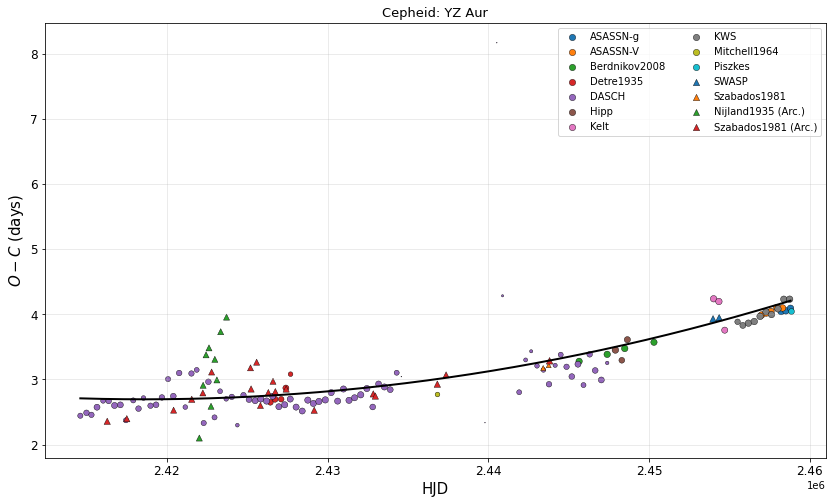 Cepheid: YZ Aur
8
7
6
5
4
3
2
O − C (days)
ASASSN-g
ASASSN-V
Berdnikov2008
Detre1935
DASCH
Hipp
Kelt
KWS
Mitchell1964
Piszkes
SWASP
Szabados1981
Nijland1935 (Arc.)
Szabados1981 (Arc.)
2.42
2.43
2.44
2.45
2.46
1e6
HJD